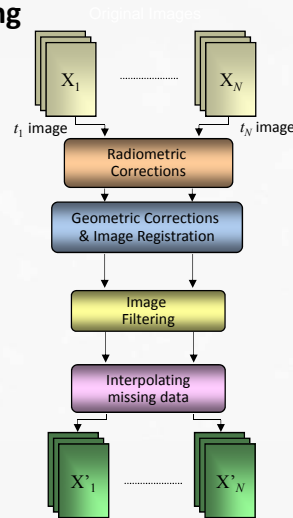 ng
Original Images
X1
XN
t1 image
tN image
Radiometric
Corrections
Geometric Corrections
& Image Registration
Image
Filtering
Interpolating
missing data
X'1
X'N